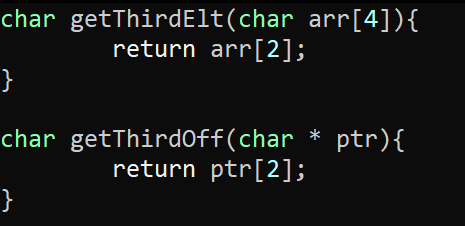 char getThirdElt(char arr[4]){
        return arr[2];
}

char getThirdOff(char * ptr){
        return ptr[2];
}